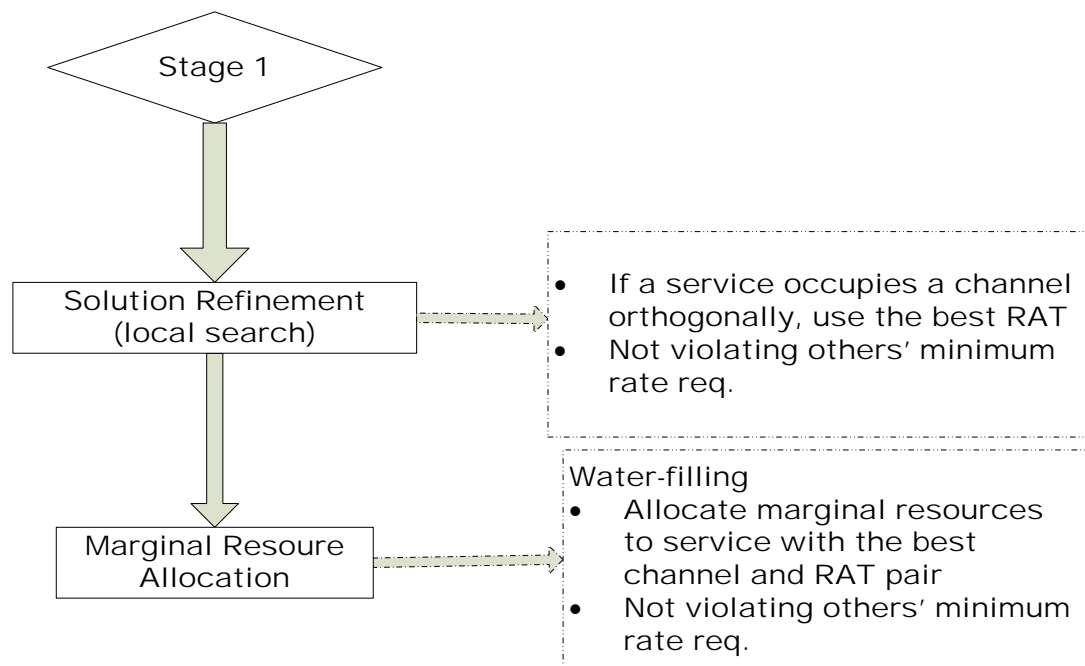 Stage 1
Solution Refinement
(local search)
• If a service occupies a channel
orthogonally, use the best RAT
• Not violating others’ minimum
rate req.
Marginal Resoure
Allocation
Water-filling
• Allocate marginal resources
to service with the best
channel and RAT pair
• Not violating others’ minimum
rate req.